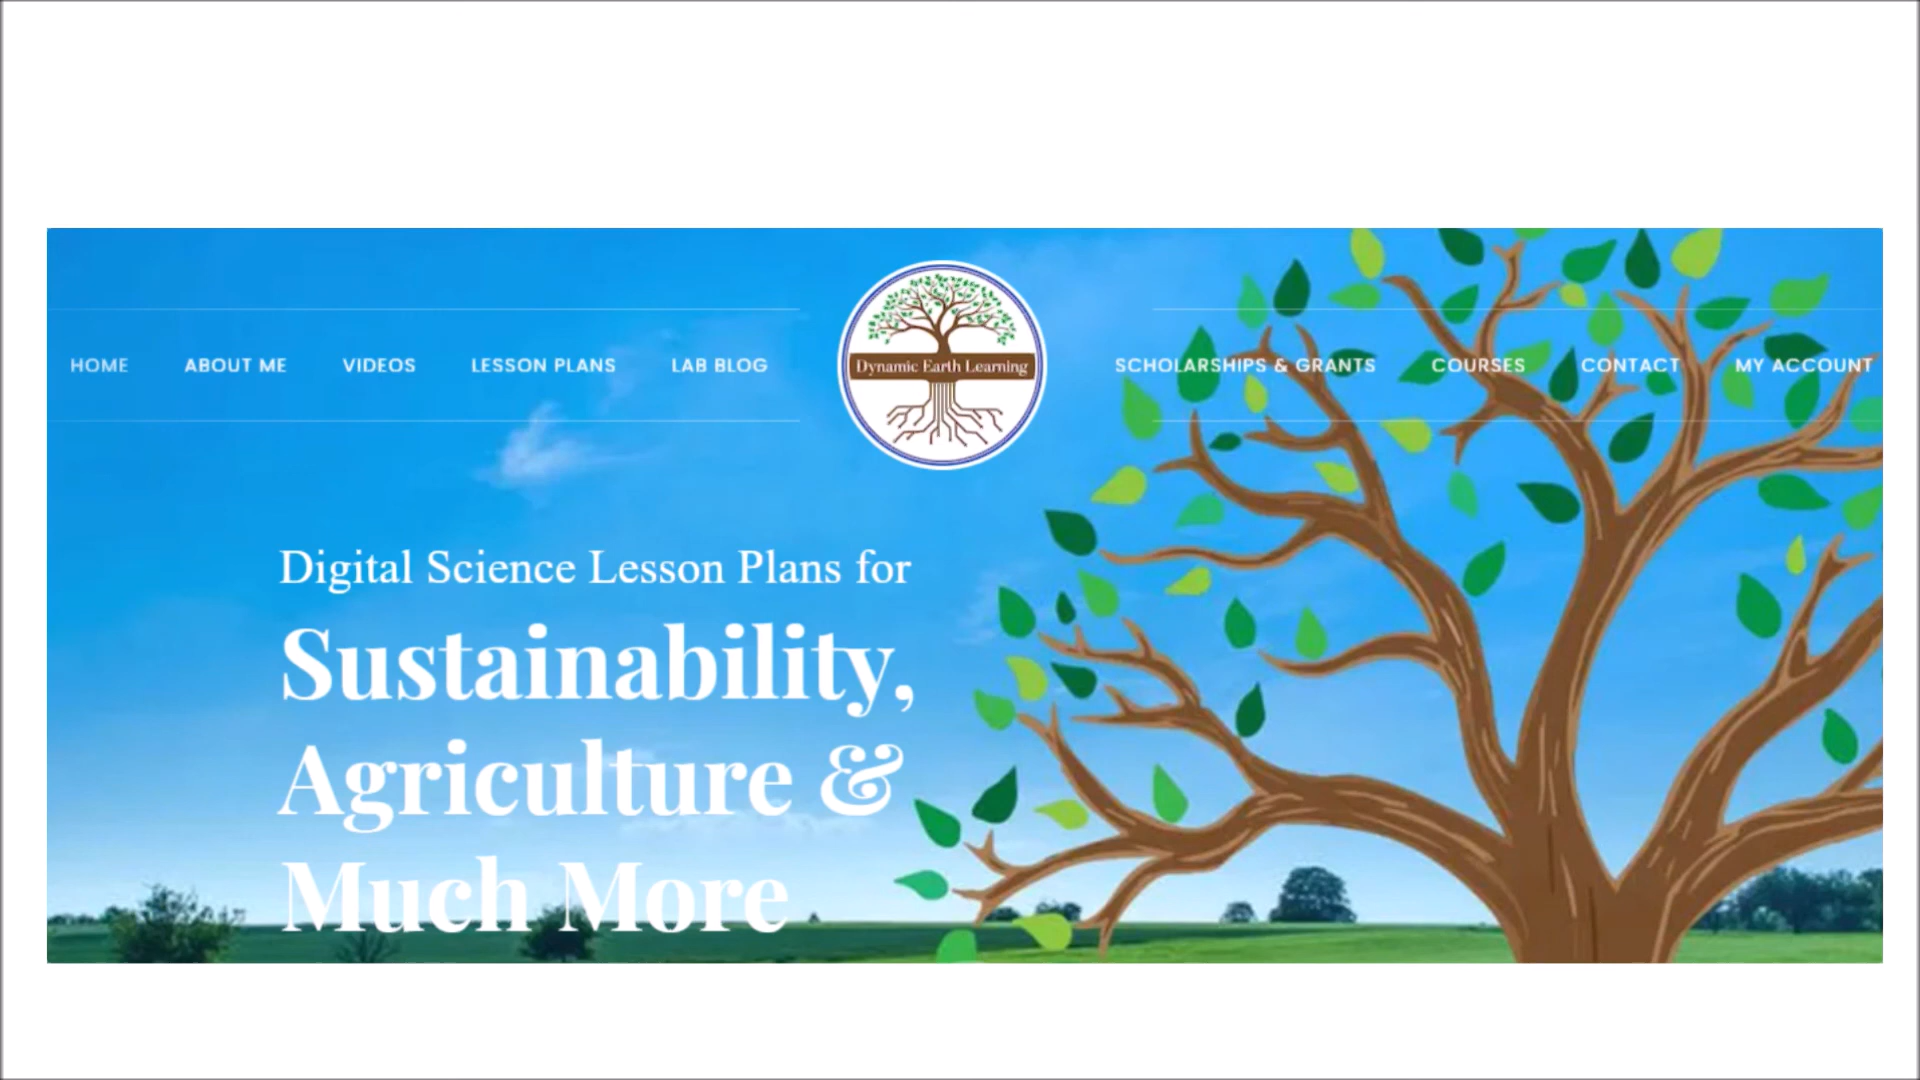 HOME ABOUT ME VIDEOS LESSON PLANS LAB BLOG Dynamic Earth Learning SCHOLARSHIPS & GRANTS COURSES CONTACT MY ACCOUNT
Digital Science Lesson Plans for
Sustainability,
Agriculture &
Much More